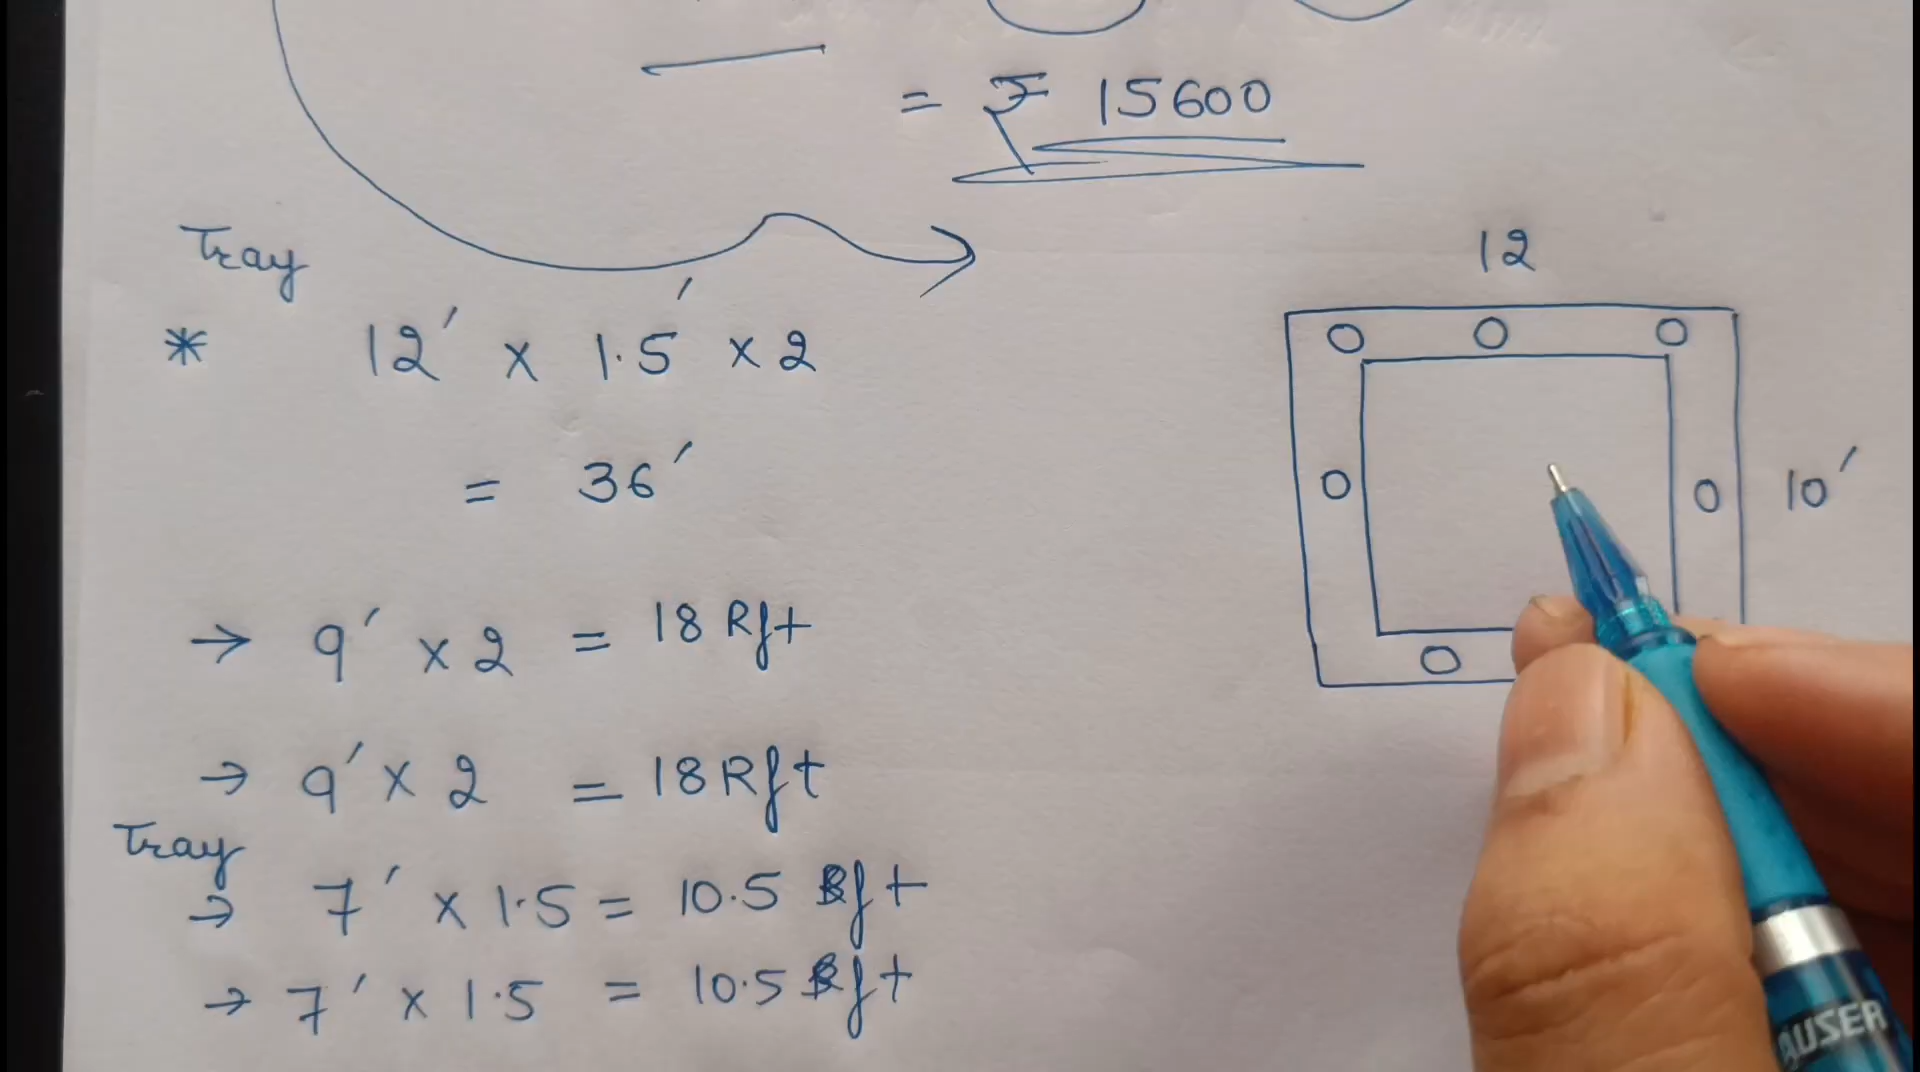 = ₹ 15600
Tray
* 12' x 1.5' x 2
= 36'
→ 9' x 2 = 18 Rft
→ 9' x 2 = 18 Rft
Tray
→ 7' x 1.5 = 10.5 Rft
→ 7' x 1.5 = 10.5 Rft
12
10'
AUSER